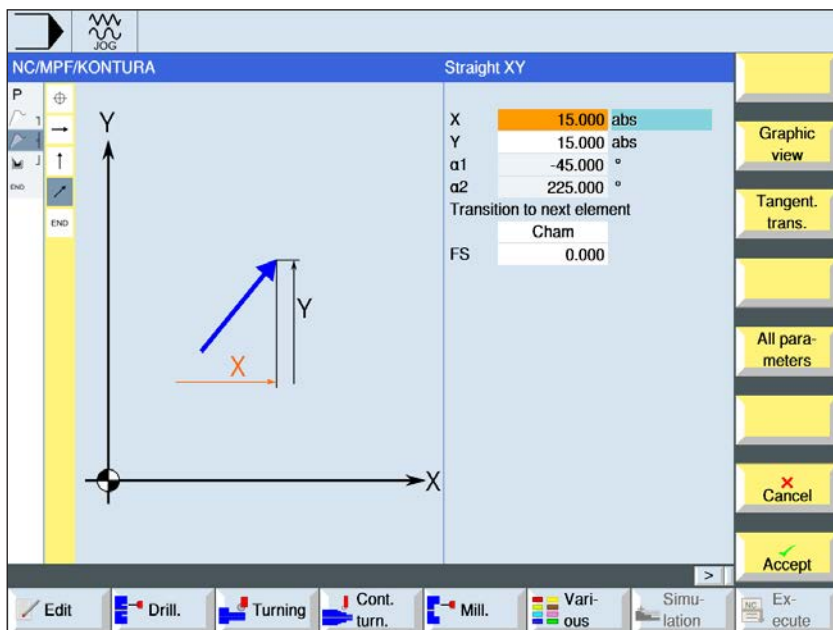 JOG
NC/MPF/KONTURA
Straight XY
P
END
END
Y
X
Y
X
X 15.000 abs
Y 15.000 abs
α1 -45.000 °
α2 225.000 °
Transition to next element
Cham
FS 0.000
Graphic
view
Tangent.
trans.
All para-
meters
Cancel
Accept
>
Edit
Drill.
Turning
Cont.
turn.
Mill.
Vari-
ous
Simu-
lation
NC
Ex-
ecute